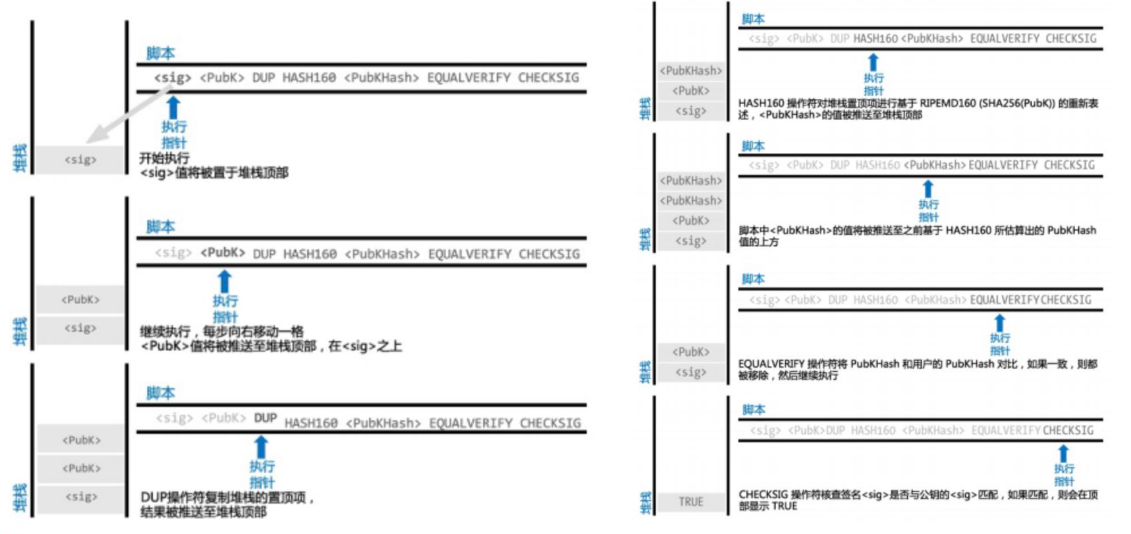 脚本
<sig> <PubK> DUP HASH160 <PubKHash> EQUALVERIFY CHECKSIG
执行
指针
堆栈
<sig>
开始执行
<sig>值将被置于堆栈顶部
脚本
<sig> <PubK> DUP HASH160 <PubKHash> EQUALVERIFY CHECKSIG
执行
指针
堆栈
<PubK>
<sig>
继续执行，每步向右移动一格
<PubK>值将被推送至堆栈顶部，在<sig>之上
脚本
<sig> <PubK> DUP HASH160 <PubKHash> EQUALVERIFY CHECKSIG
执行
指针
堆栈
<PubK>
<PubK>
<sig>
DUP操作符复制堆栈的置顶项，
结果被推送至堆栈顶部
脚本
<sig> <PubK> DUP HASH160 <PubKHash> EQUALVERIFY CHECKSIG
执行
指针
堆栈
<PubKHash>
<PubK>
<sig>
HASH160 操作符对堆栈置顶项进行基于 RIPEMD160 (SHA256(PubK)) 的重新表
述，<PubKHash>的值被推送至堆栈顶部
脚本
<sig> <PubK> DUP HASH160 <PubKHash> EQUALVERIFY CHECKSIG
执行
指针
堆栈
<PubKHash>
<PubKHash>
<PubK>
<sig>
脚本中<PubKHash>的值将被推送至之前基于 HASH160 所估算出的 PubKHash
值的上方
脚本
<sig> <PubK> DUP HASH160 <PubKHash> EQUALVERIFY CHECKSIG
执行
指针
堆栈
<PubK>
<sig>
EQUALVERIFY 操作符将 PubKHash 和用户的 PubKHash 对比，如果一致，则都
被移除，然后继续执行
脚本
<sig> <PubK>DUP HASH160 <PubKHash> EQUALVERIFY CHECKSIG
执行
指针
堆栈
TRUE
CHECKSIG 操作符核查签名<sig>是否与公钥的<sig>匹配，如果匹配，则会在顶
部显示 TRUE